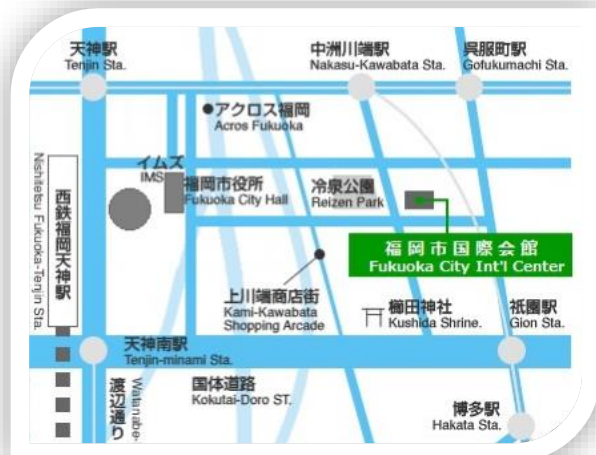 天神駅
Tenjin Sta.
中洲川端駅
Nakasu-Kawabata Sta.
呉服町駅
Gofukumachi Sta.
アクロス福岡
Acros Fukuoka
イムズ
IMS
福岡市役所
Fukuoka City Hall
冷泉公園
Reizen Park
西鉄福岡天神駅
Nishitetsu Fukuoka-Tenjin Sta.
福岡市国際会館
Fukuoka City Int'l Center
上川端商店街
Kami-Kawabata
Shopping Arcade
櫛田神社
Kushida Shrine.
祇園駅
Gion Sta.
天神南駅
Tenjin-minami Sta.
渡辺通り
Watanabe-
国体道路
Kokutai-Doro ST.
博多駅
Hakata Sta.